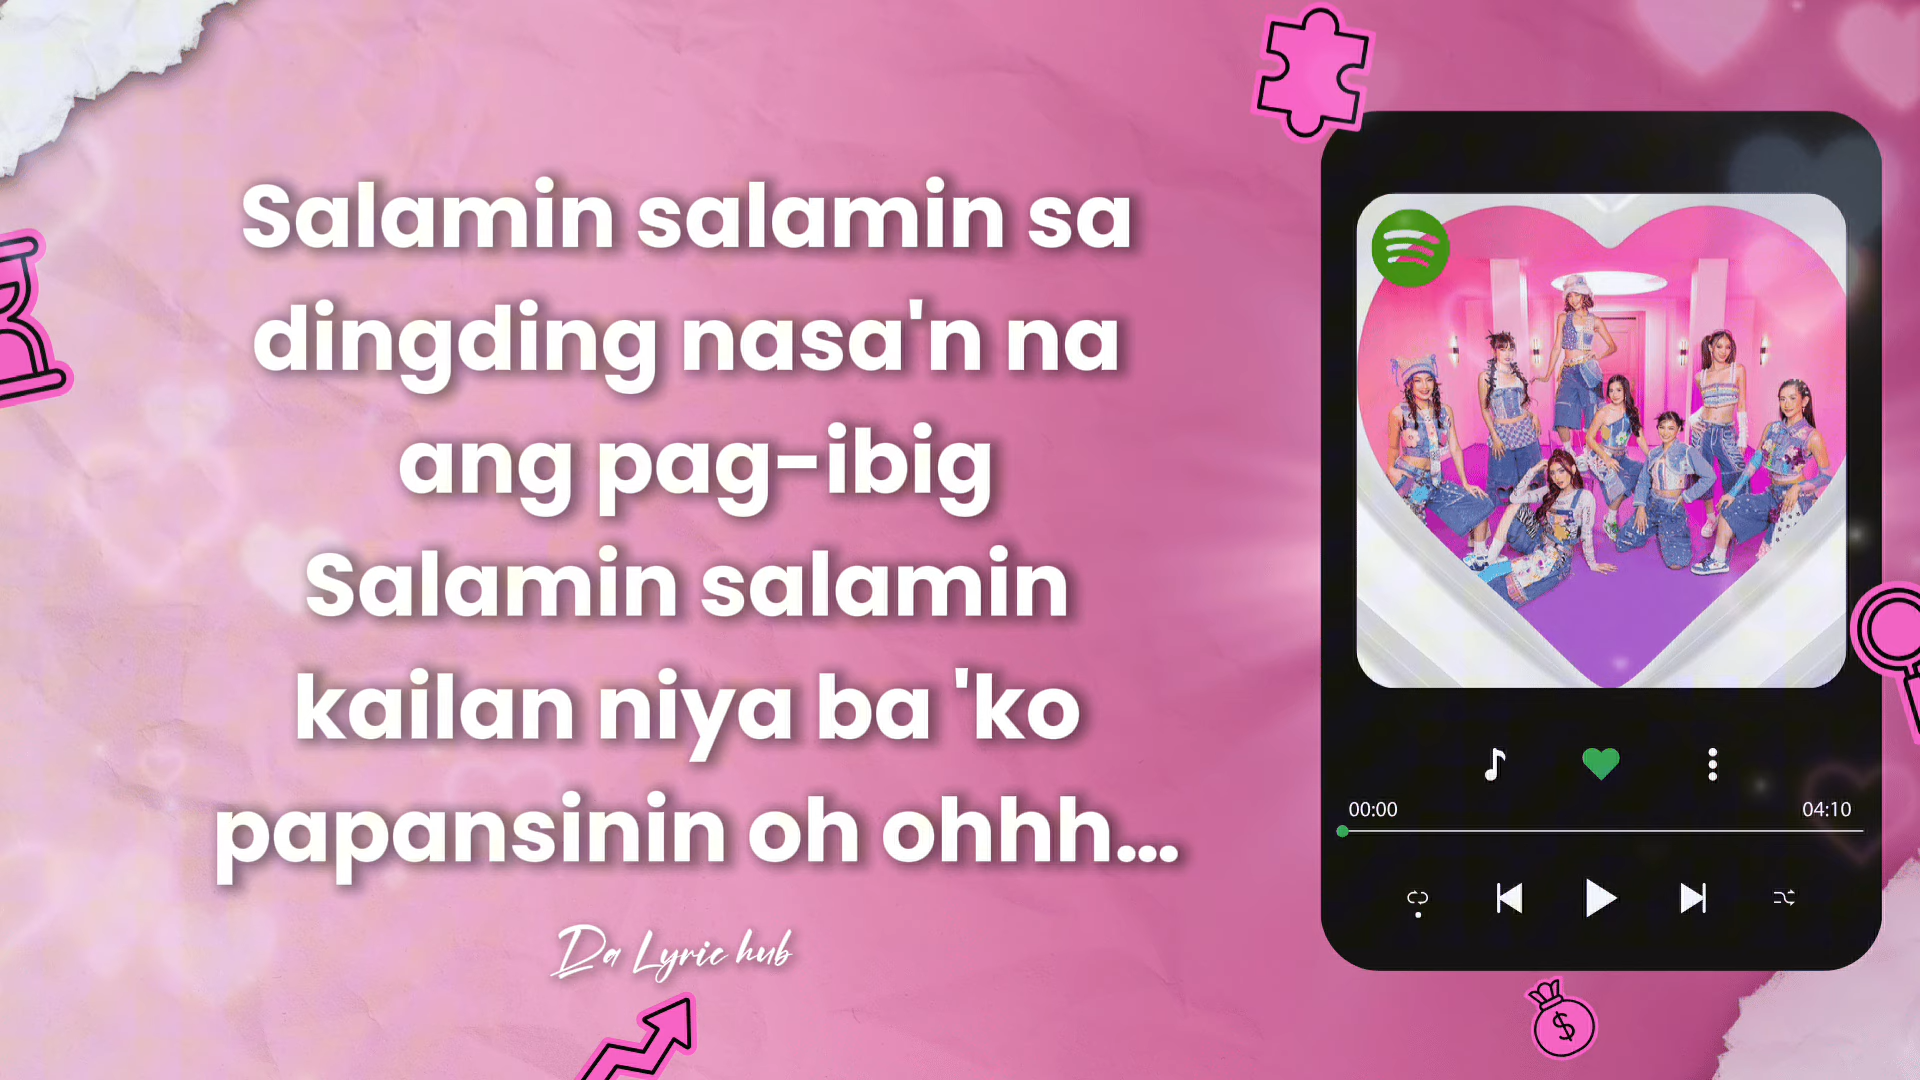 Salamin salamin sa
dingding nasa'n na
ang pag-ibig
Salamin salamin
kailan niya ba 'ko
papansinin oh ohhh...
Da Lyric hub
00:00
04:10
$